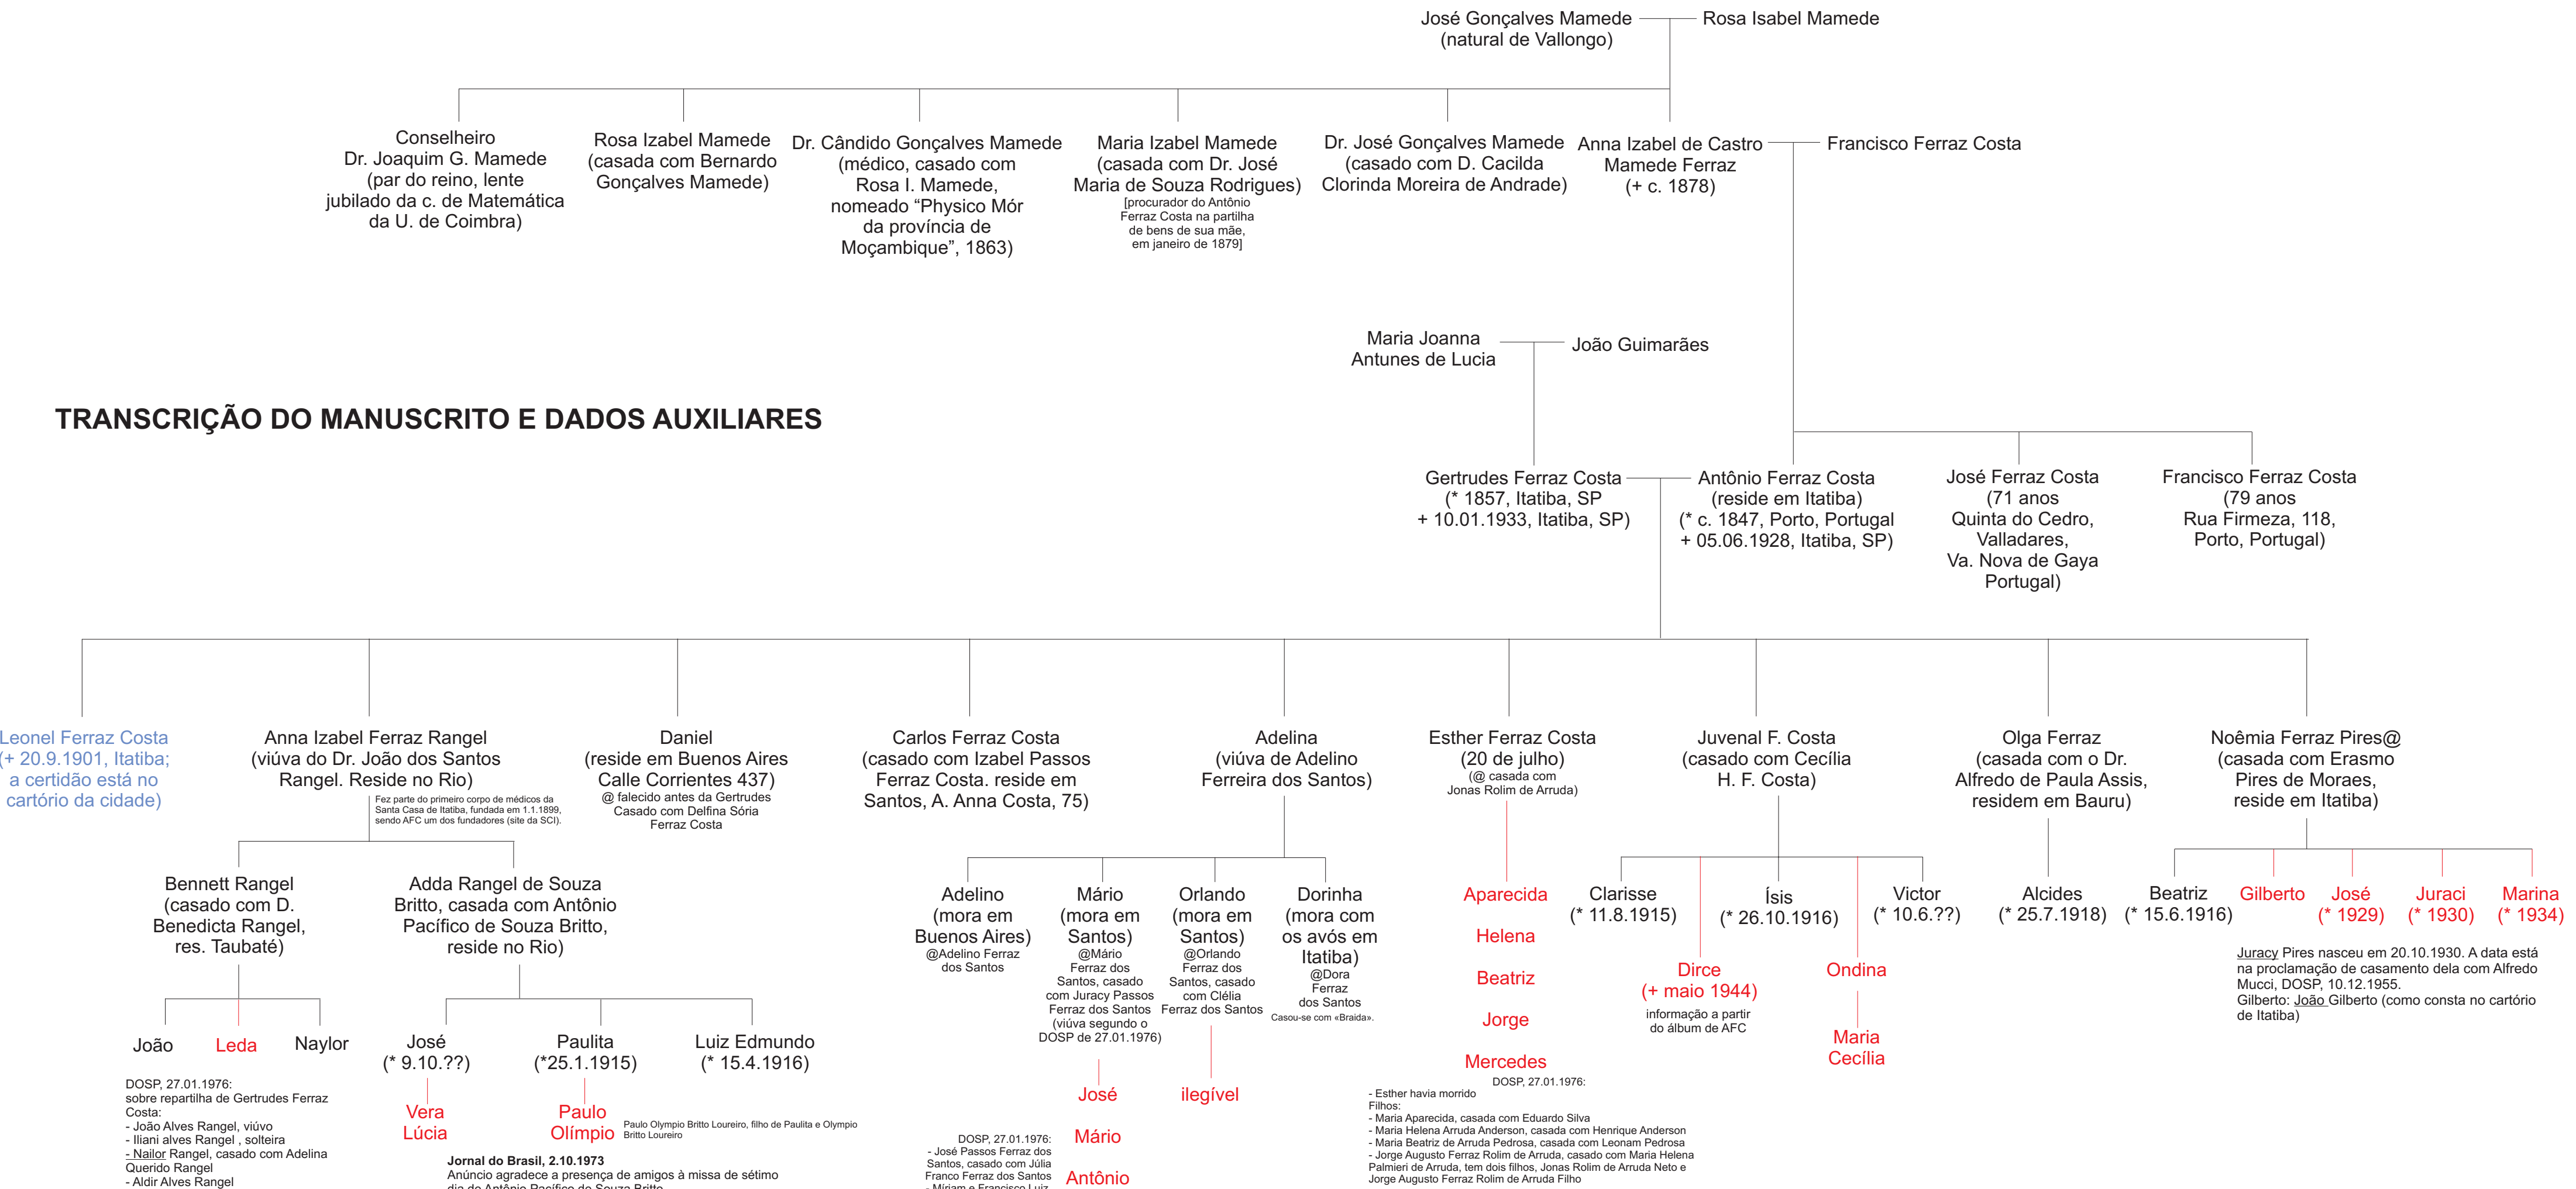 José Gonçalves Mamede
(natural de Vallongo)
Rosa Isabel Mamede
Conselheiro
Dr. Joaquim G. Mamede
(par do reino, lente
jubilado da c. de Matemática
da U. de Coimbra)
Rosa Izabel Mamede
(casada com Bernardo
Gonçalves Mamede)
Dr. Cândido Gonçalves Mamede
(médico, casado com
Rosa I. Mamede,
nomeado “Physico Mór
da província de
Moçambique”, 1863)
Maria Izabel Mamede
(casada com Dr. José
Maria de Souza Rodrigues)
[procurador do Antônio
Ferraz Costa na partilha
de bens de sua mãe,
em janeiro de 1879]
Dr. José Gonçalves Mamede
(casado com D. Cacilda
Clorinda Moreira de Andrade)
Anna Izabel de Castro
Mamede Ferraz
(+ c. 1878)
Francisco Ferraz Costa
Maria Joanna
Antunes de Lucia
João Guimarães
TRANSCRIÇÃO DO MANUSCRITO E DADOS AUXILIARES
Gertrudes Ferraz Costa
(* 1857, Itatiba, SP
+ 10.01.1933, Itatiba, SP)
Antônio Ferraz Costa
(reside em Itatiba)
(* c. 1847, Porto, Portugal
+ 05.06.1928, Itatiba, SP)
José Ferraz Costa
(71 anos
Quinta do Cedro,
Valladares,
Va. Nova de Gaya
Portugal)
Francisco Ferraz Costa
(79 anos
Rua Firmeza, 118,
Porto, Portugal)
Leonel Ferraz Costa
(+ 20.9.1901, Itatiba;
a certidão está no
cartório da cidade)
Anna Izabel Ferraz Rangel
(viúva do Dr. João dos Santos
Rangel. Reside no Rio)
Fez parte do primeiro corpo de médicos da
Santa Casa de Itatiba, fundada em 1.1.1899,
sendo AFC um dos fundadores (site da SCI).
Daniel
(reside em Buenos Aires
Calle Corrientes 437)
@ falecido antes da Gertrudes
Casado com Delfina Sória
Ferraz Costa
Carlos Ferraz Costa
(casado com Izabel Passos
Ferraz Costa. reside em
Santos, A. Anna Costa, 75)
Adelina
(viúva de Adelino
Ferreira dos Santos)
Esther Ferraz Costa
(20 de julho)
(@ casada com
Jonas Rolim de Arruda)
Juvenal F. Costa
(casado com Cecília
H. F. Costa)
Olga Ferraz
(casada com o Dr.
Alfredo de Paula Assis,
residem em Bauru)
Noêmia Ferraz Pires@
(casada com Erasmo
Pires de Moraes,
reside em Itatiba)
Bennett Rangel
(casado com D.
Benedicta Rangel,
res. Taubaté)
Adda Rangel de Souza
Britto, casada com Antônio
Pacífico de Souza Britto,
reside no Rio)
Adelino
(mora em
Buenos Aires)
@Adelino Ferraz
dos Santos
Mário
(mora em
Santos)
@Mário
Ferraz dos
Santos, casado
com Juracy Passos
Ferraz dos Santos
(viúva segundo o
DOSP de 27.01.1976)
Orlando
(mora em
Santos)
@Orlando
Ferraz dos
Santos, casado
com Clélia
Ferraz dos Santos
Dorinha
(mora com
os avós em
Itatiba)
@Dora
Ferraz
dos Santos
Casou-se com «Braida».
Aparecida
Helena
Beatriz
Jorge
Mercedes
Clarisse
(* 11.8.1915)
Ísis
(* 26.10.1916)
Victor
(* 10.6.??)
Dirce
(+ maio 1944)
informação a partir
do álbum de AFC
Ondina
Maria
Cecília
Alcides
(* 25.7.1918)
Beatriz
(* 15.6.1916)
Gilberto
José
(* 1929)
Juraci
(* 1930)
Marina
(* 1934)
Juracy Pires nasceu em 20.10.1930. A data está
na proclamação de casamento dela com Alfredo
Mucci, DOSP, 10.12.1955.
Gilberto: João Gilberto (como consta no cartório
de Itatiba)
João
Leda
Naylor
José
(* 9.10.??)
Paulita
(*25.1.1915)
Luiz Edmundo
(* 15.4.1916)
DOSP, 27.01.1976:
sobre repartilha de Gertrudes Ferraz
Costa:
- João Alves Rangel, viúvo
- Iliani alves Rangel , solteira
- Nailor Rangel, casado com Adelina
Querido Rangel
- Aldir Alves Rangel
Vera
Lúcia
Paulo
Olímpio
Paulo Olympio Britto Loureiro, filho de Paulita e Olympio
Britto Loureiro
Jornal do Brasil, 2.10.1973
Anúncio agradece a presença de amigos à missa de sétimo
dia de Antônio Pacífico de Souza Britto
José
Mário
Antônio
ilegível
DOSP, 27.01.1976:
- José Passos Ferraz dos
Santos, casado com Júlia
Franco Ferraz dos Santos
- Míriam e Francisco Luiz
DOSP, 27.01.1976:
- Esther havia morrido
Filhos:
- Maria Aparecida, casada com Eduardo Silva
- Maria Helena Arruda Anderson, casada com Henrique Anderson
- Maria Beatriz de Arruda Pedrosa, casada com Leonam Pedrosa
- Jorge Augusto Ferraz Rolim de Arruda, casado com Maria Helena
Palmieri de Arruda, tem dois filhos, Jonas Rolim de Arruda Neto e
Jorge Augusto Ferraz Rolim de Arruda Filho